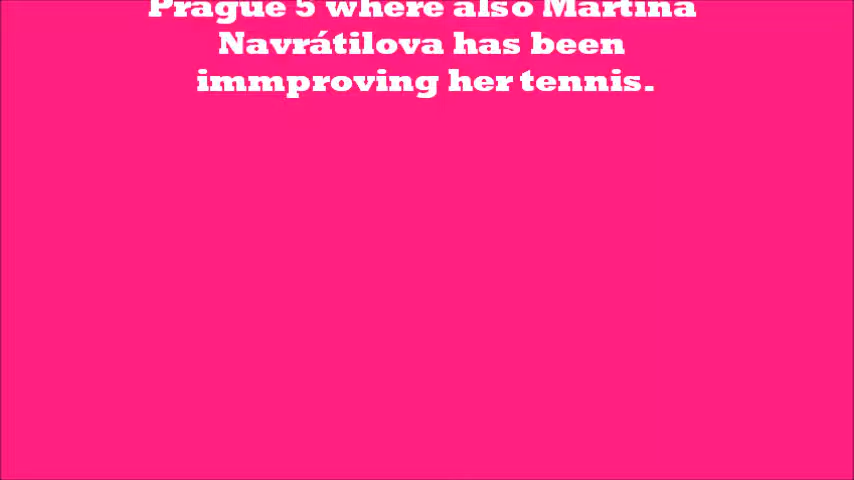 Prague 5 where also Martina
Navrátilova has been
immproving her tennis.